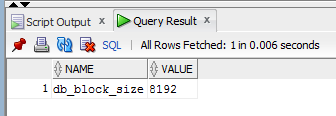 Script Output x Query Result x
SQL | All Rows Fetched: 1 in 0.006 seconds
NAME VALUE
1 db_block_size 8192